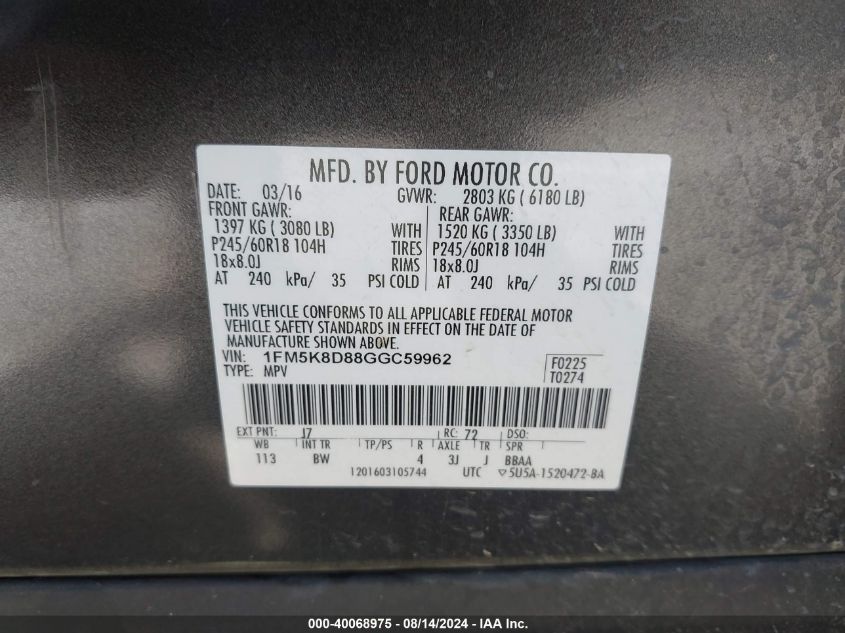 MFD. BY FORD MOTOR CO.
DATE: 03/16 GVWR: 2803 KG ( 6180 LB)
FRONT GAWR: REAR GAWR:
1397 KG ( 3080 LB) WITH 1520 KG ( 3350 LB) WITH
P245/60R18 104H TIRES P245/60R18 104H TIRES
18x8.0J RIMS 18x8.0J RIMS
AT 240 kPa/ 35 PSI COLD AT 240 kPa/ 35 PSI COLD
THIS VEHICLE CONFORMS TO ALL APPLICABLE FEDERAL MOTOR
VEHICLE SAFETY STANDARDS IN EFFECT ON THE DATE OF
MANUFACTURE SHOWN ABOVE.
VIN: 1FM5K8D88GGC59962 F0225
TYPE: MPV T0274
EXT PNT: J7 RC: 72 DSO:
WB INT TR TP/PS R AXLE TR SPR
113 BW 4 3J J BBAA
1201603105744 UTC ▽5U5A-1520472-BA
000-40068975 - 08/14/2024 - IAA Inc.